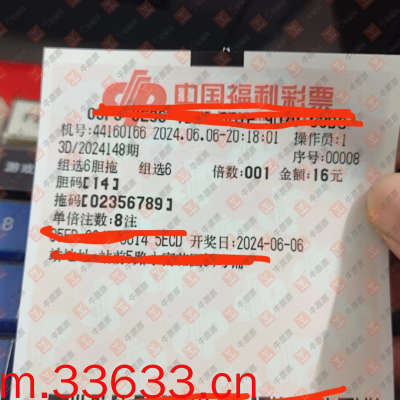 中国福利彩票
机号:44160166 2024.06.06-20:18:01 操作员:1
3D/2024148期 序号:00008
组选6胆拖 组选6 倍数:001 金额:16元
胆码[14]
拖码[02356789]
单倍注数:8注
5ECD 开奖日:2024-06-06
m.33633.cn